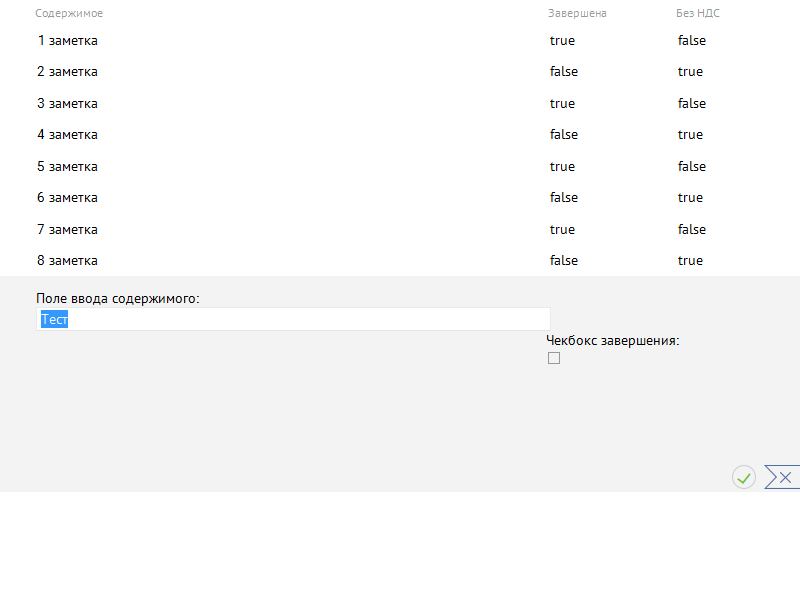 Содержимое Завершена Без НДС
1 заметка true false
2 заметка false true
3 заметка true false
4 заметка false true
5 заметка true false
6 заметка false true
7 заметка true false
8 заметка false true
Поле ввода содержимого:
Тест
Чекбокс завершения: